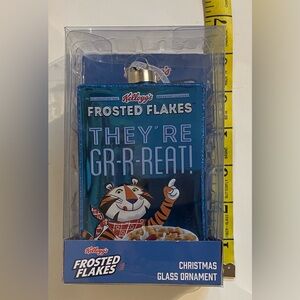 Kellogg's
FROSTED FLAKES
THEY'RE
GR-R-REAT!
Kellogg's
FROSTED
FLAKES
CHRISTMAS
GLASS ORNAMENT